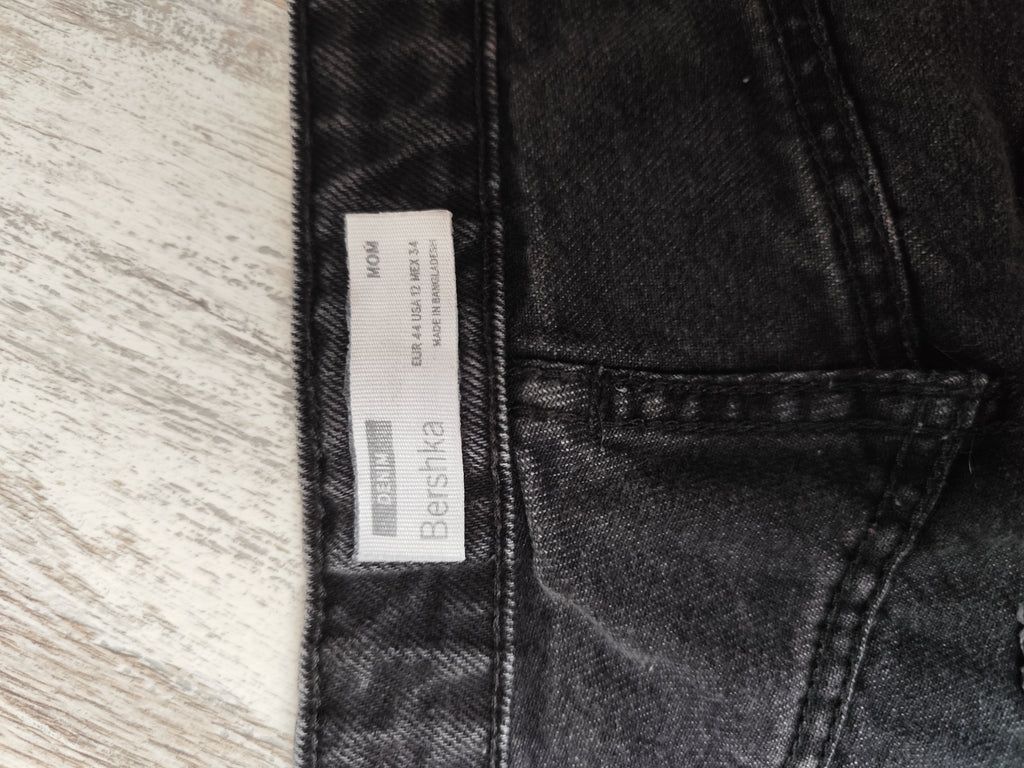 DENIM
MOM
Bershka
EUR 44 USA 12 MEX 34
MADE IN BANGLADESH